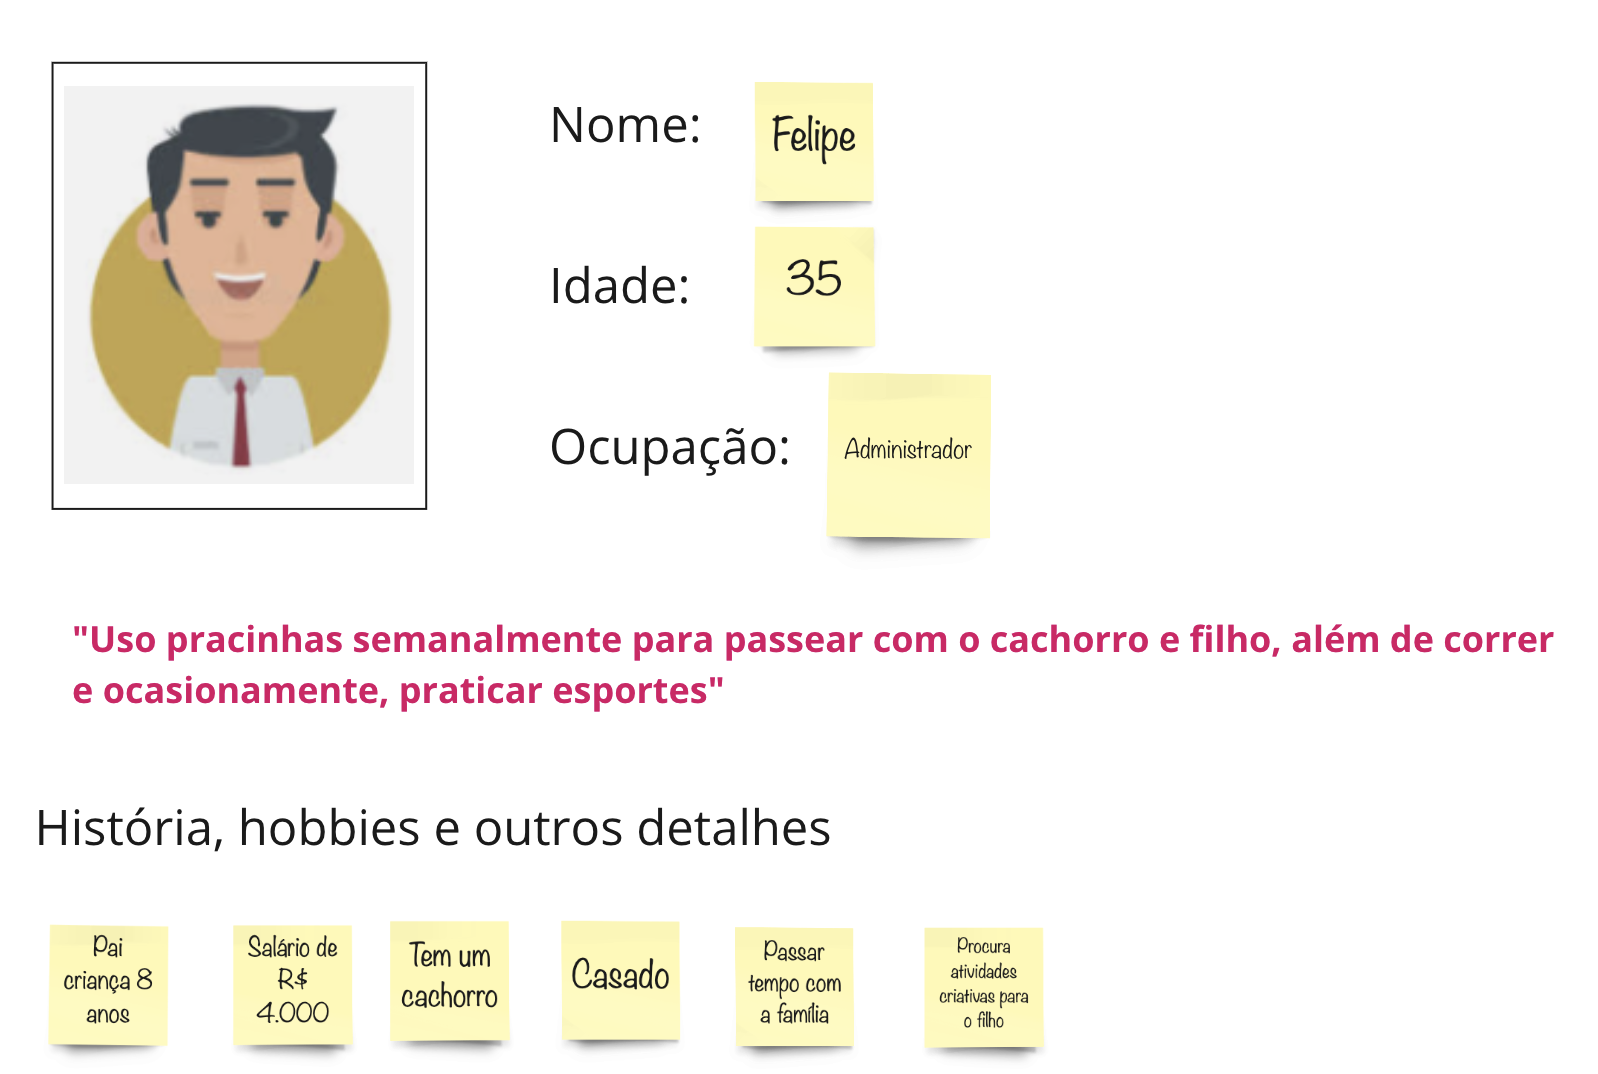 Nome:
Felipe
Idade:
35
Ocupação:
Administrador
"Uso pracinhas semanalmente para passear com o cachorro e filho, além de correr
e ocasionamente, praticar esportes"
História, hobbies e outros detalhes
Pai
criança 8
anos
Salário de
R$
4.000
Tem um
cachorro
Casado
Passar
tempo com
a família
Procura
atividades
criativas para
o filho